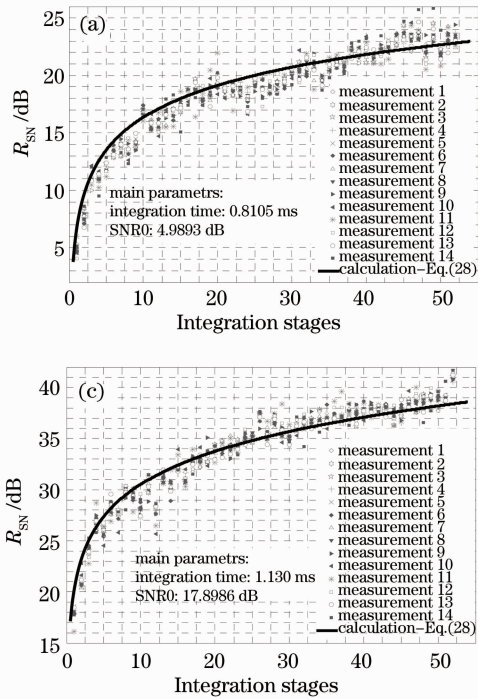 25
(a)
20
15
10
5
R_SN /dB
measurement 1
measurement 2
measurement 3
measurement 4
measurement 5
measurement 6
measurement 7
measurement 8
measurement 9
measurement 10
measurement 11
measurement 12
measurement 13
measurement 14
calculation–Eq.(28)
main parametrs:
integration time: 0.8105 ms
SNR0: 4.9893 dB
0 10 20 30 40 50
Integration stages
40
(c)
35
30
25
20
15
R_SN /dB
measurement 1
measurement 2
measurement 3
measurement 4
measurement 5
measurement 6
measurement 7
measurement 8
measurement 9
measurement 10
measurement 11
measurement 12
measurement 13
measurement 14
calculation–Eq.(28)
main parametrs:
integration time: 1.130 ms
SNR0: 17.8986 dB
0 10 20 30 40 50
Integration stages